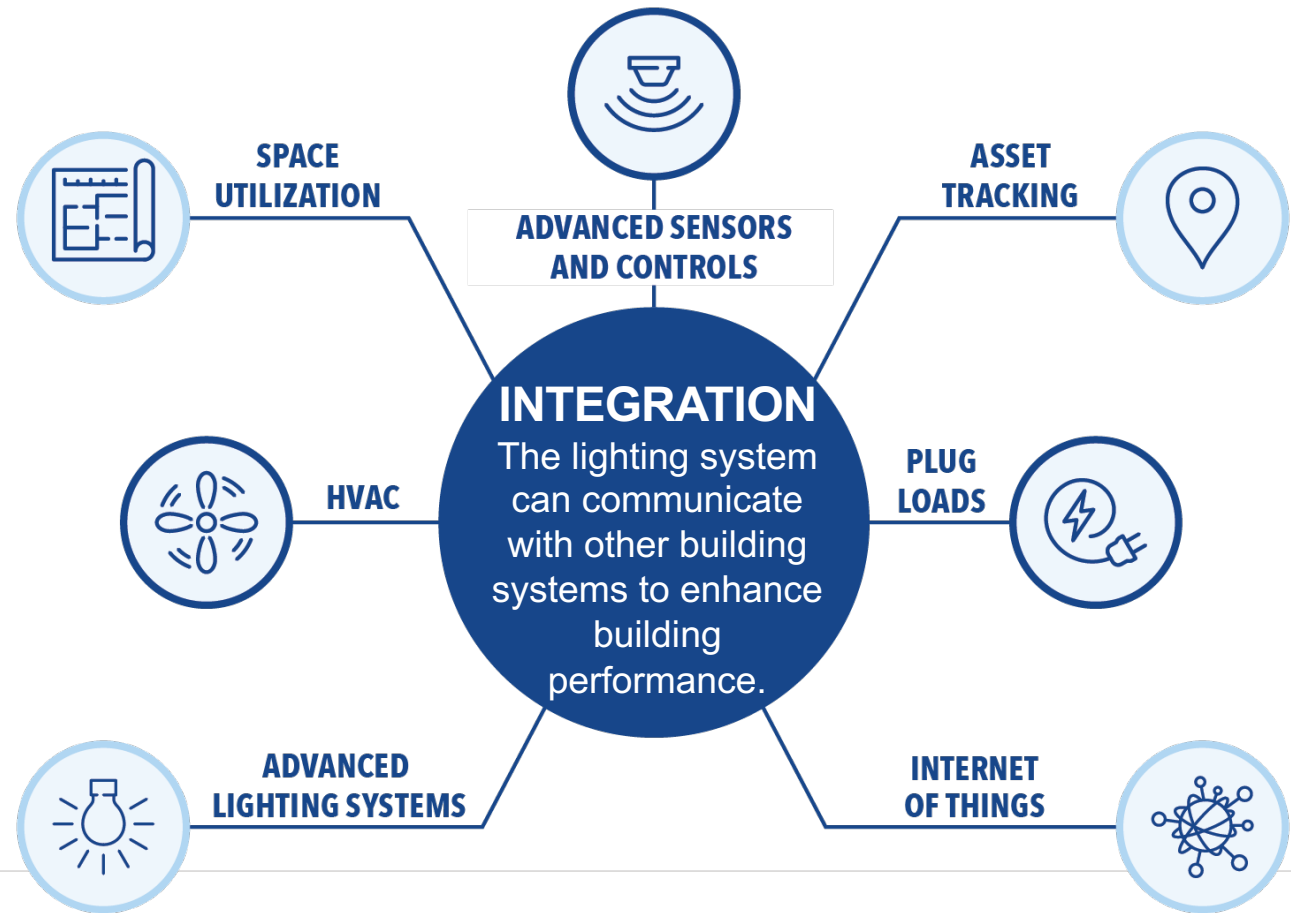 SPACE
UTILIZATION
ADVANCED SENSORS
AND CONTROLS
ASSET
TRACKING
INTEGRATION
The lighting system
can communicate
with other building
systems to enhance
building
performance.
HVAC
PLUG
LOADS
ADVANCED
LIGHTING SYSTEMS
INTERNET
OF THINGS